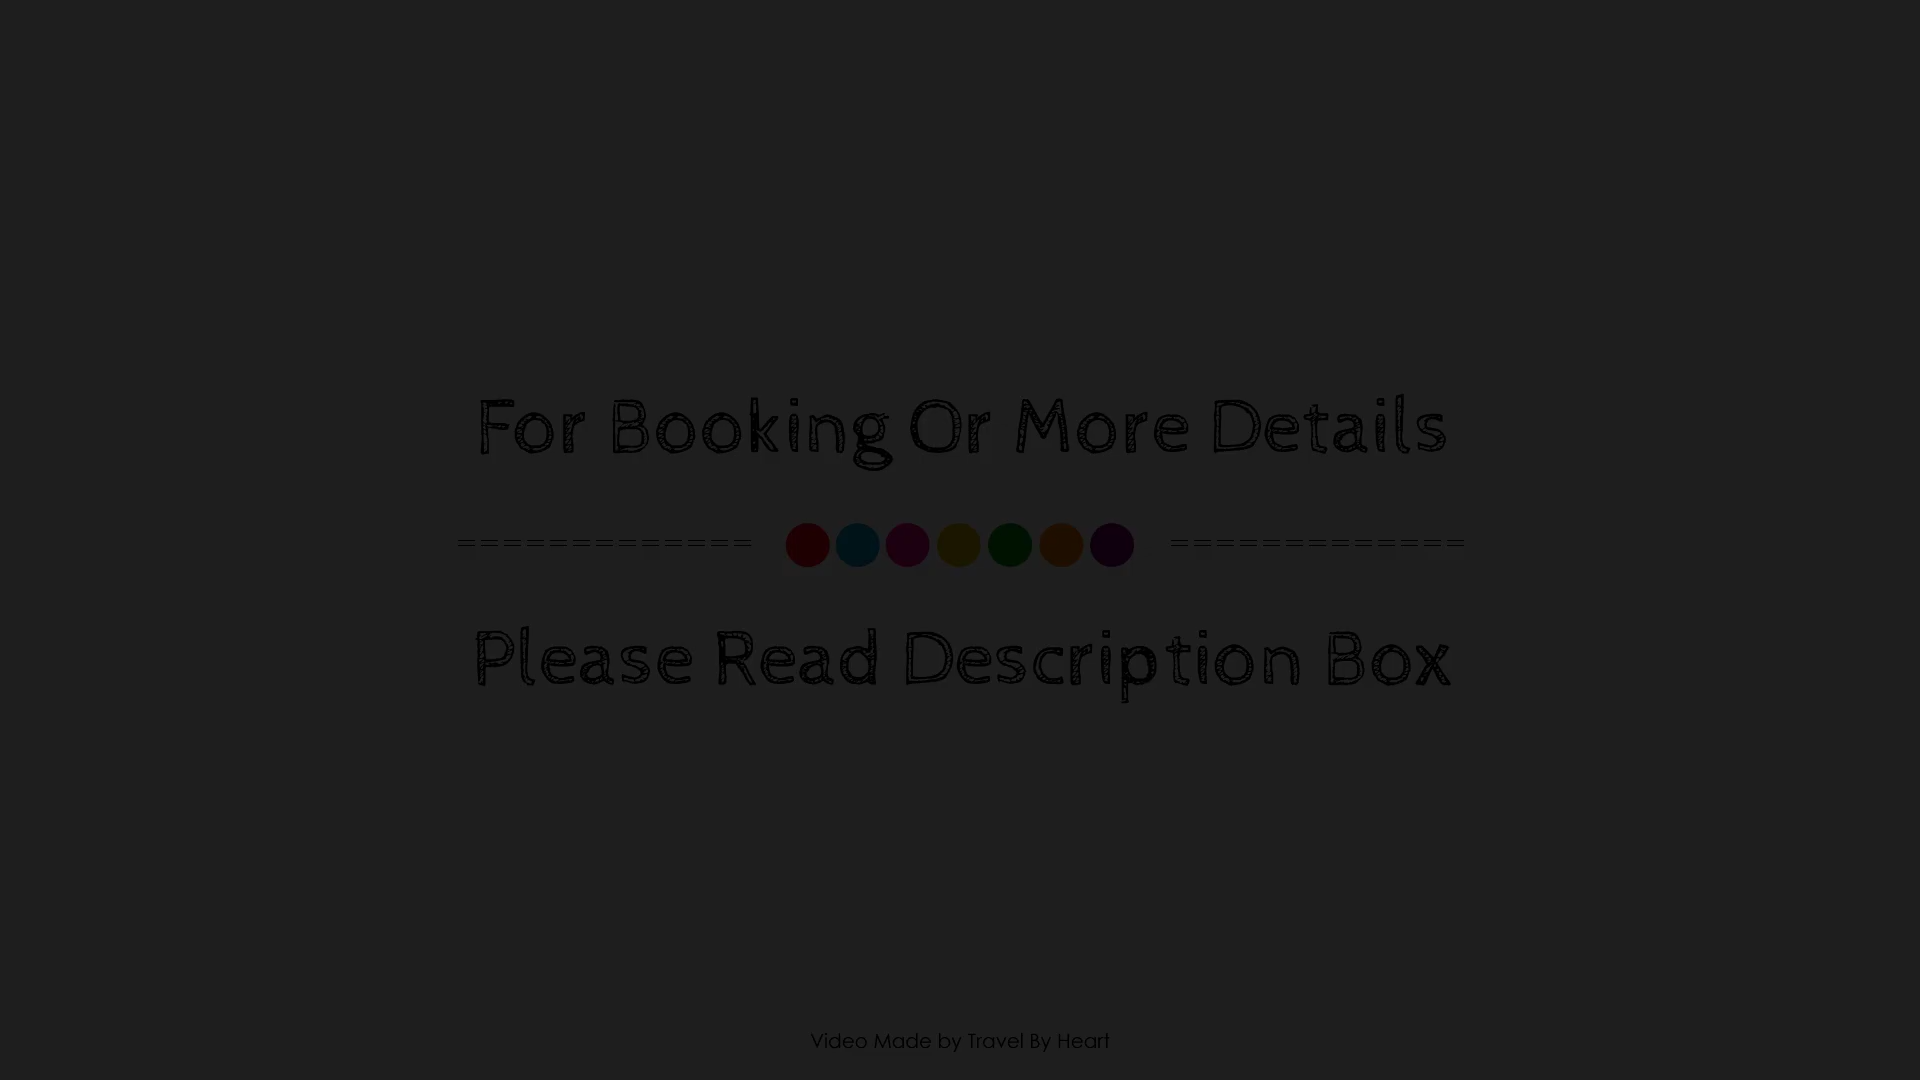 For Booking Or More Details
============= =============
Please Read Description Box
Video Made by Travel By Heart